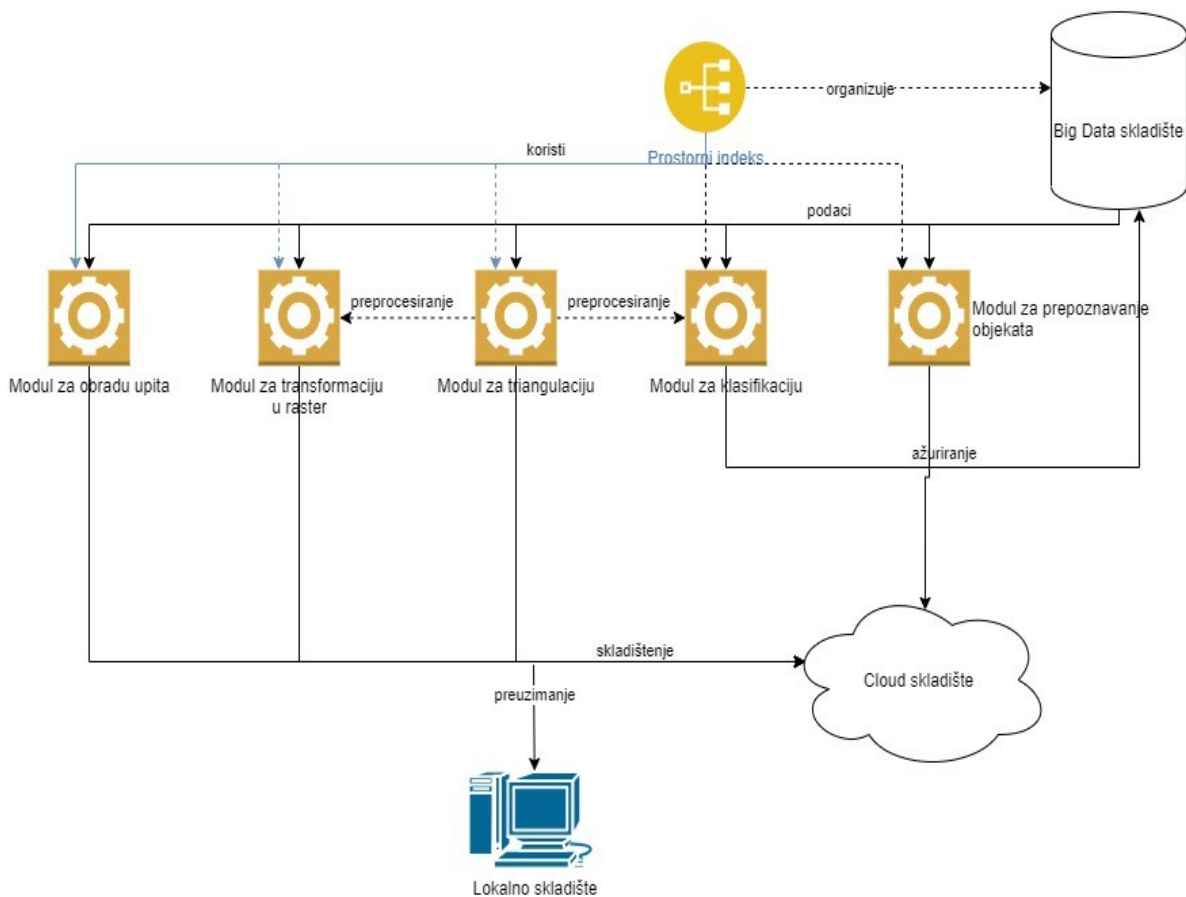 organizuje
Big Data skladište
koristi
Prostorni indeks
podaci
preprocesiranje
preprocesiranje
Modul za prepoznavanje
objekata
Modul za obradu upita
Modul za transformaciju
u raster
Modul za triangulaciju
Modul za klasifikaciju
ažuriranje
skladištenje
Cloud skladište
preuzimanje
Lokalno skladište